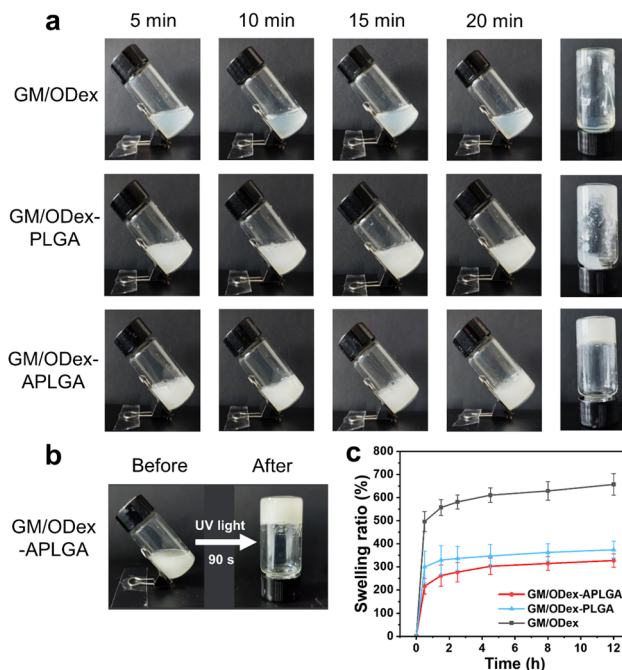 a
5 min
10 min
15 min
20 min
GM/ODex
GM/ODex-
PLGA
GM/ODex-
APLGA
b
Before
After
GM/ODex
-APLGA
UV light
90 s
c
Swelling ratio (%)
800
700
600
500
400
300
200
100
0
GM/ODex-APLGA
GM/ODex-PLGA
GM/ODex
0
2
4
6
8
10
12
Time (h)